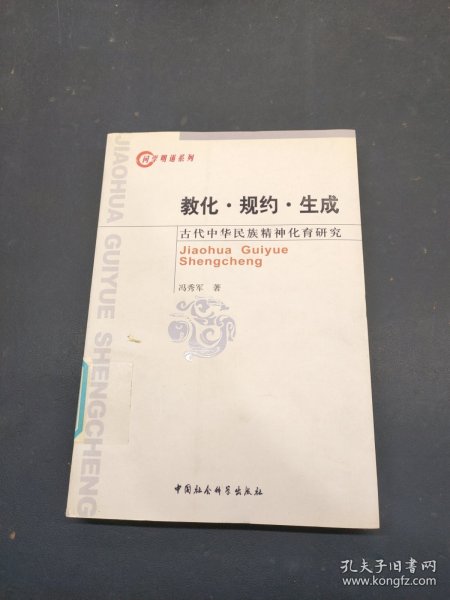 问学明道系列
教化·规约·生成
古代中华民族精神化育研究
Jiaohua Guiyue
Shengcheng
冯秀军 著
JIAOHUA GUIYUE SHENGCHENG
中国社会科学出版社
孔夫子旧书网
www.kongfz.com